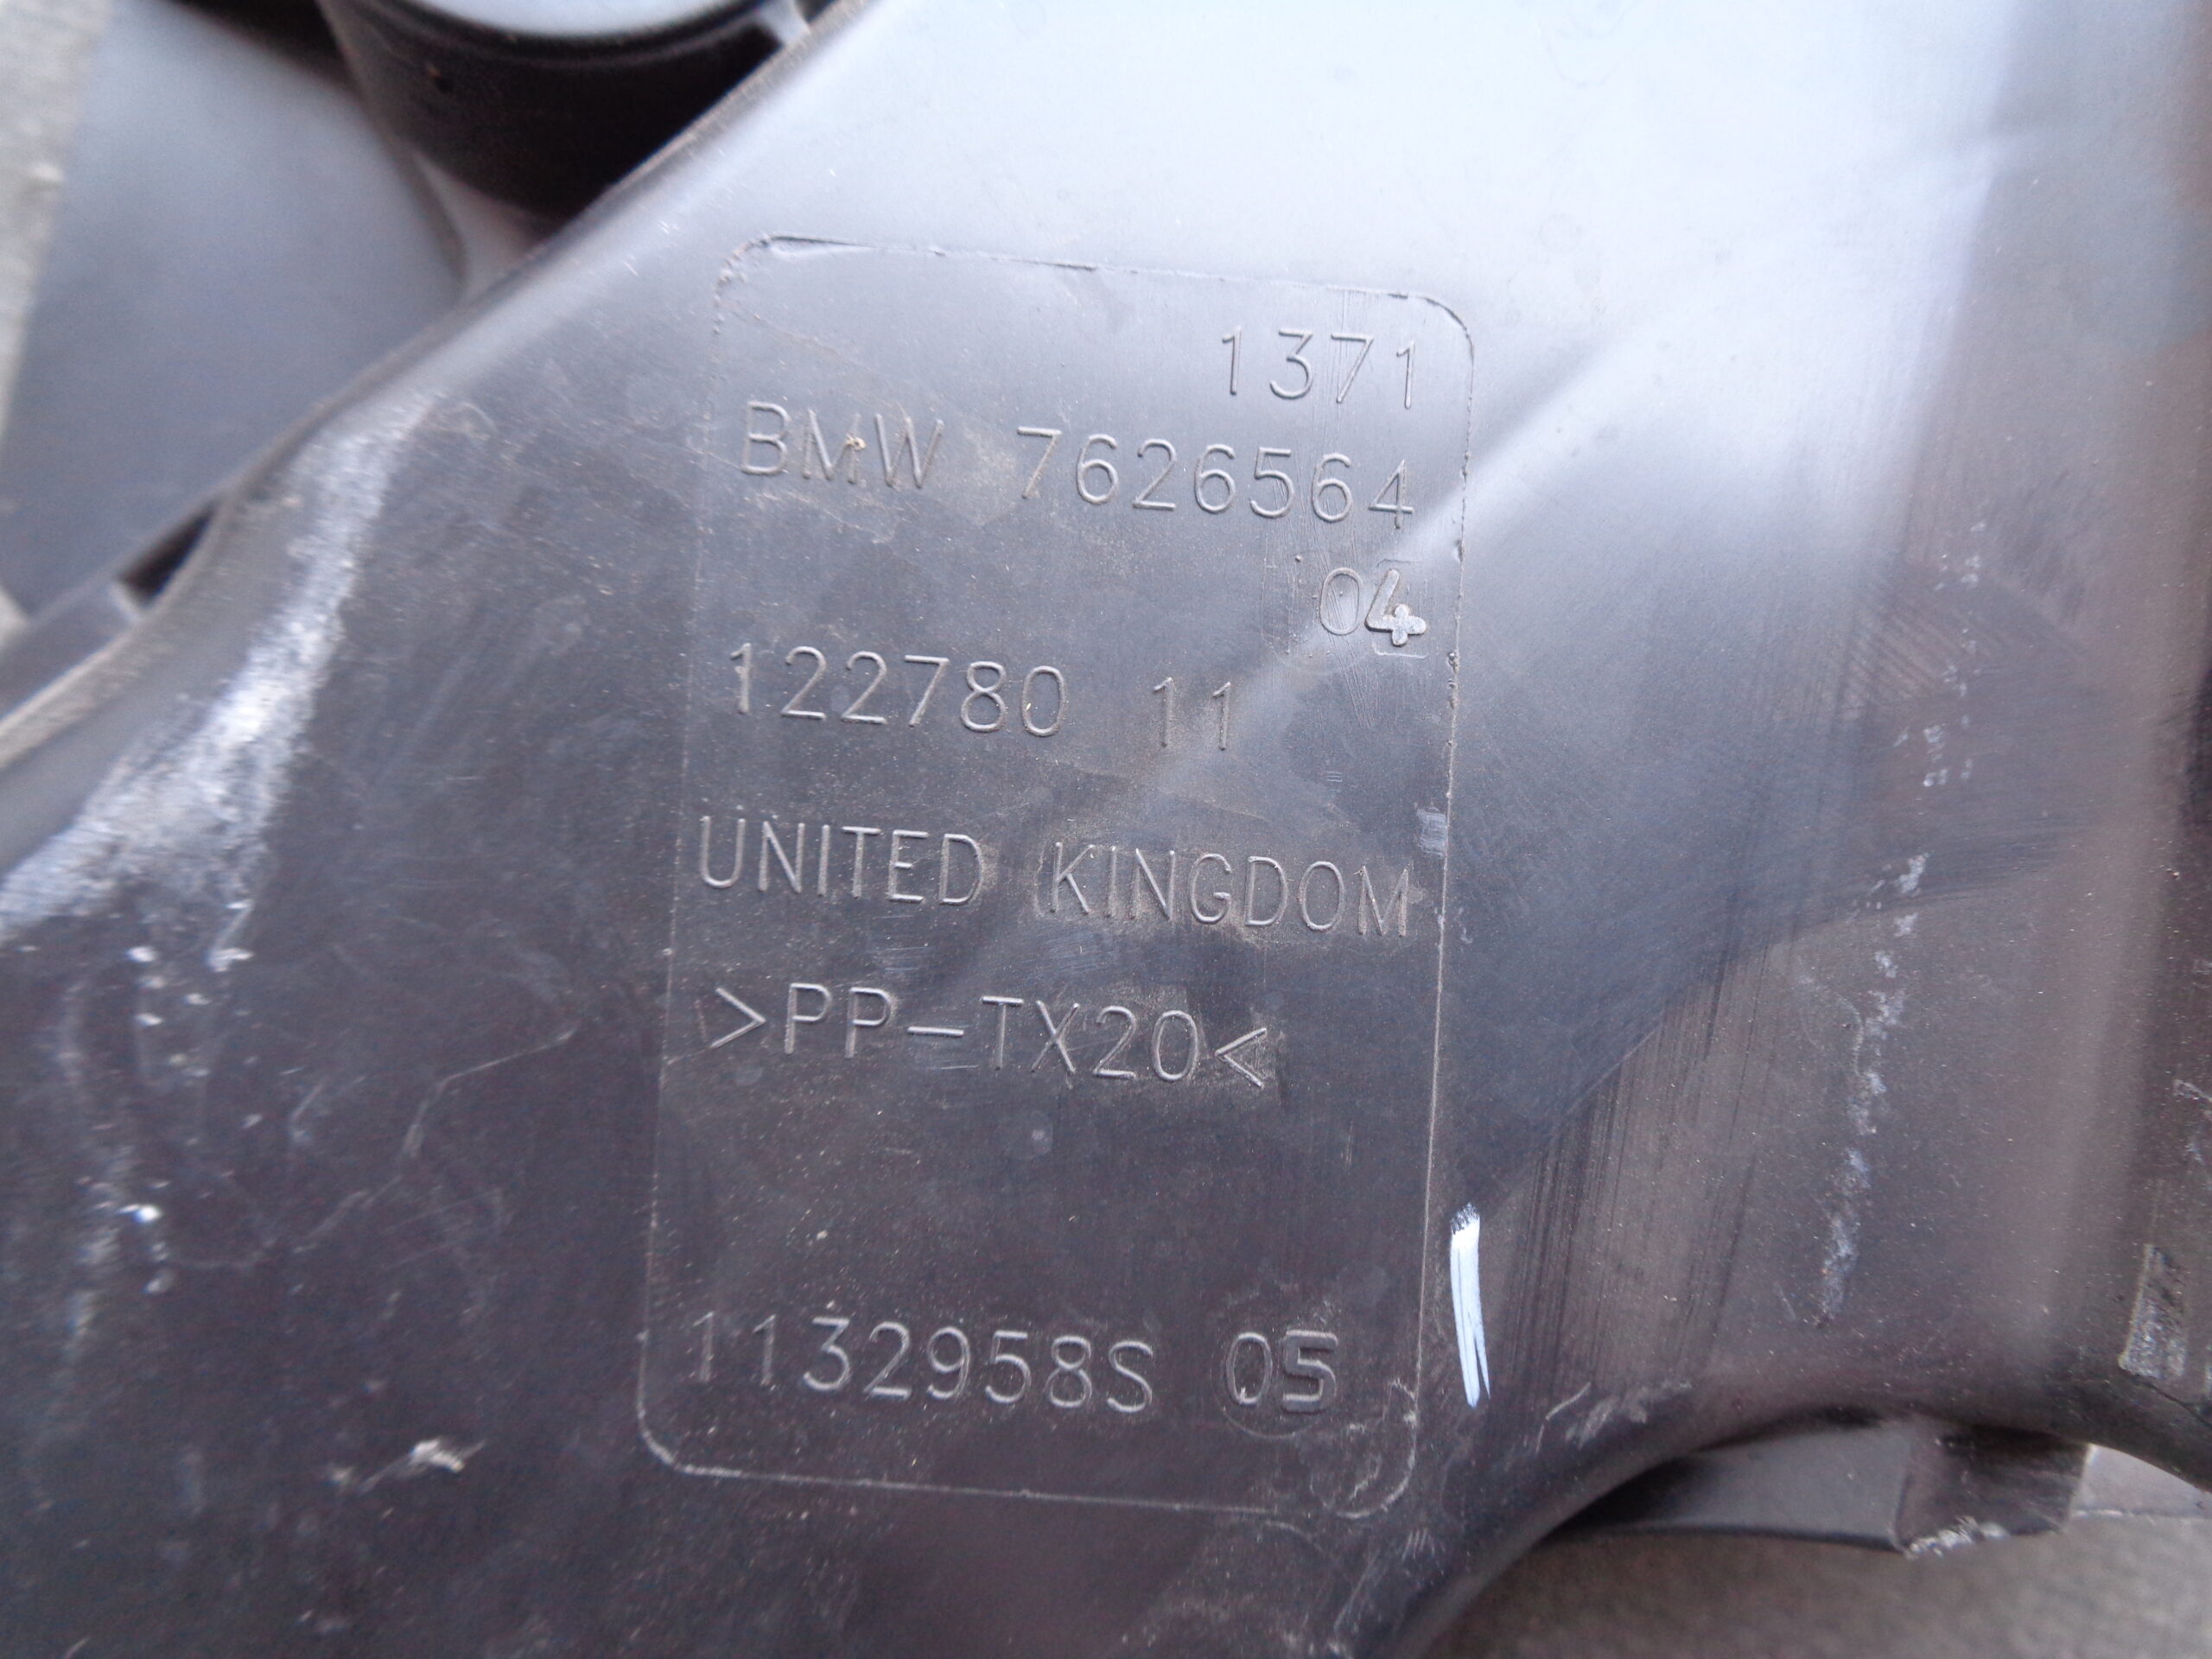 1371
BMW 7626564
04
122780 11
UNITED KINGDOM
>PP-TX20<
1132958S 05